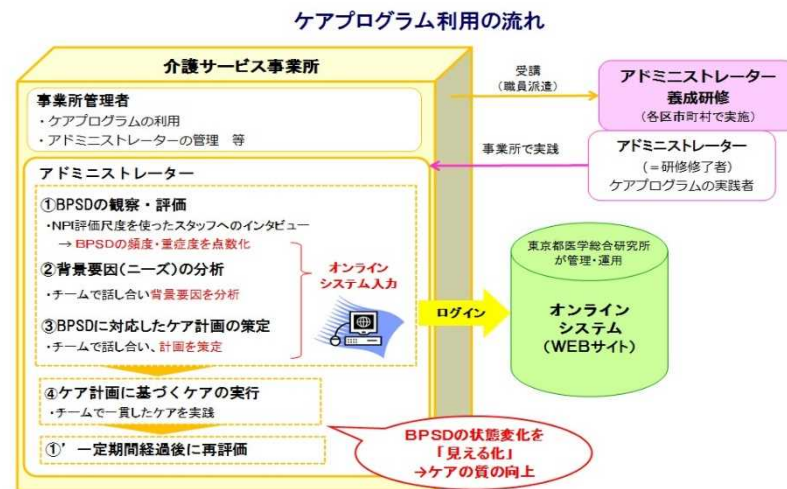 ケアプログラム利用の流れ
介護サービス事業所
事業所管理者
・ケアプログラムの利用
・アドミニストレーターの管理　等
受講
（職員派遣）
アドミニストレーター
養成研修
（各区市町村で実施）
事業所で実践
アドミニストレーター
（＝研修修了者）
ケアプログラムの実践者
アドミニストレーター
①BPSDの観察・評価
・NPI評価尺度を使ったスタッフへのインタビュー
→ BPSDの頻度・重症度を点数化
②背景要因（ニーズ）の分析
・チームで話し合い背景要因を分析
③BPSDに対応したケア計画の策定
・チームで話し合い、計画を策定
オンライン
システム入力
ログイン
東京都医学総合研究所
が管理・運用
オンライン
システム
（WEBサイト）
④ケア計画に基づくケアの実行
・チームで一貫したケアを実践
①’ 一定期間経過後に再評価
BPSDの状態変化を
「見える化」
→ケアの質の向上